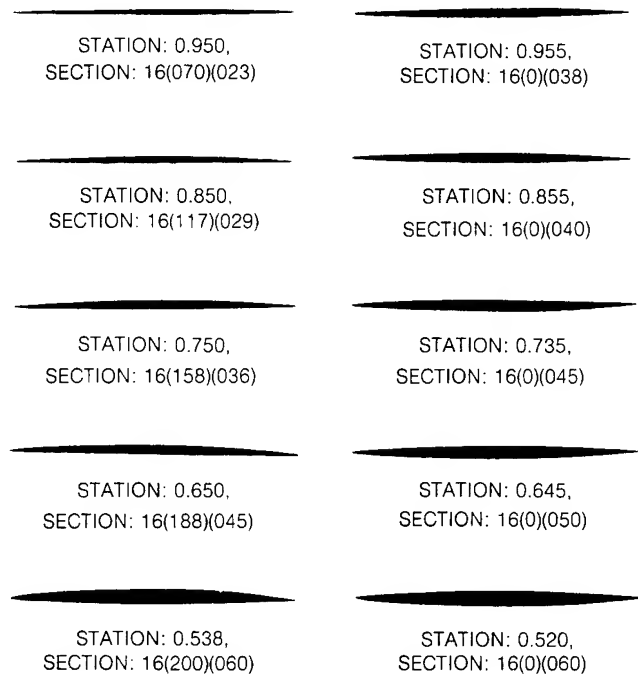 STATION: 0.950,
SECTION: 16(070)(023)
STATION: 0.955,
SECTION: 16(0)(038)
STATION: 0.850,
SECTION: 16(117)(029)
STATION: 0.855,
SECTION: 16(0)(040)
STATION: 0.750,
SECTION: 16(158)(036)
STATION: 0.735,
SECTION: 16(0)(045)
STATION: 0.650,
SECTION: 16(188)(045)
STATION: 0.645,
SECTION: 16(0)(050)
STATION: 0.538,
SECTION: 16(200)(060)
STATION: 0.520,
SECTION: 16(0)(060)